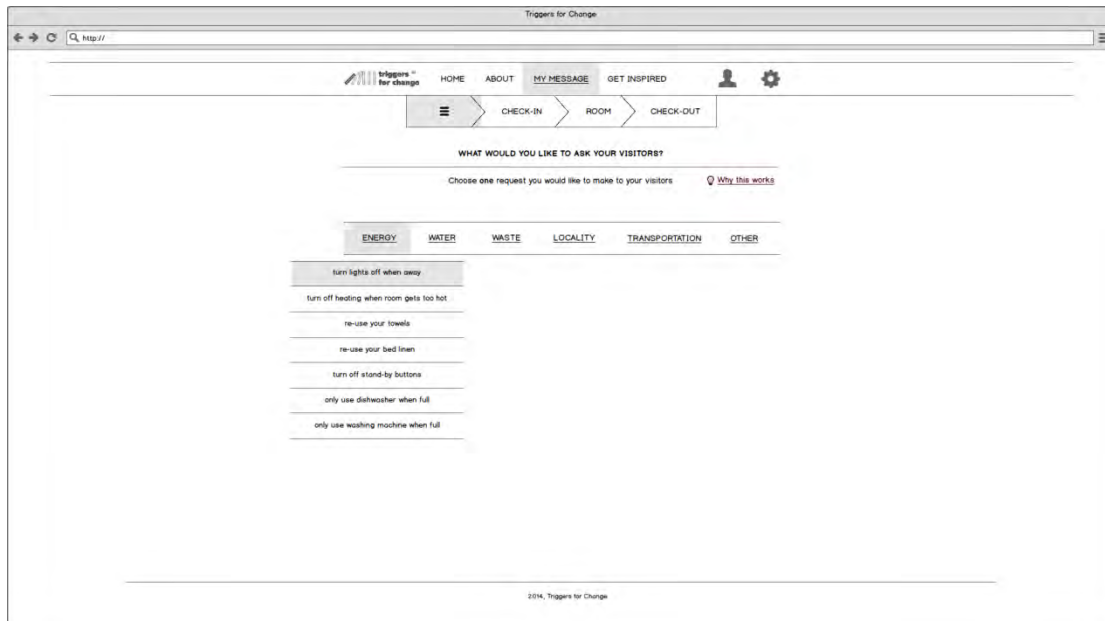 Triggers for Change
http://
triggers for change HOME ABOUT MY MESSAGE GET INSPIRED
CHECK-IN ROOM CHECK-OUT
WHAT WOULD YOU LIKE TO ASK YOUR VISITORS?
Choose one request you would like to make to your visitors Why this works
ENERGY WATER WASTE LOCALITY TRANSPORTATION OTHER
turn lights off when away
turn off heating when room gets too hot
re-use your towels
re-use your bed linen
turn off stand-by buttons
only use dishwasher when full
only use washing machine when full
2014, Triggers for Change